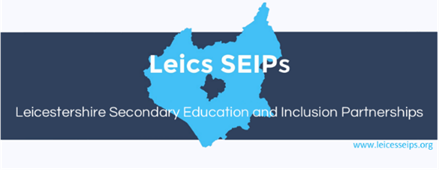 Leics SEIPs
Leicestershire Secondary Education and Inclusion Partnerships
www.leicesseips.org